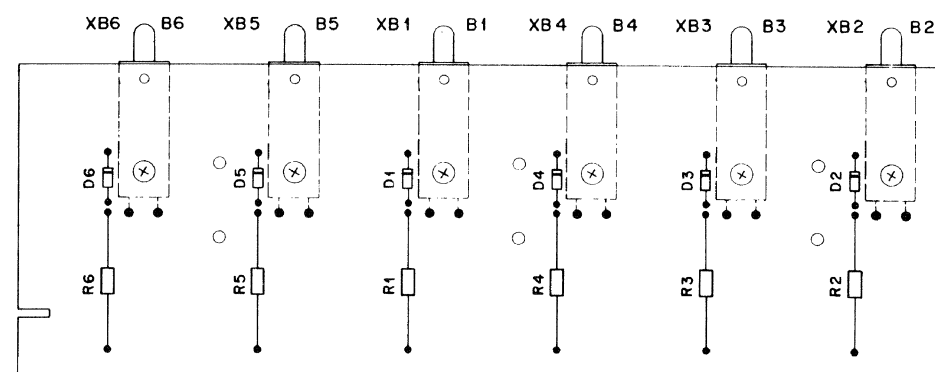 XB6 B6 XB5 B5 XB1 B1 XB4 B4 XB3 B3 XB2 B2
D6 D5 D1 D4 D3 D2
R6 R5 R1 R4 R3 R2